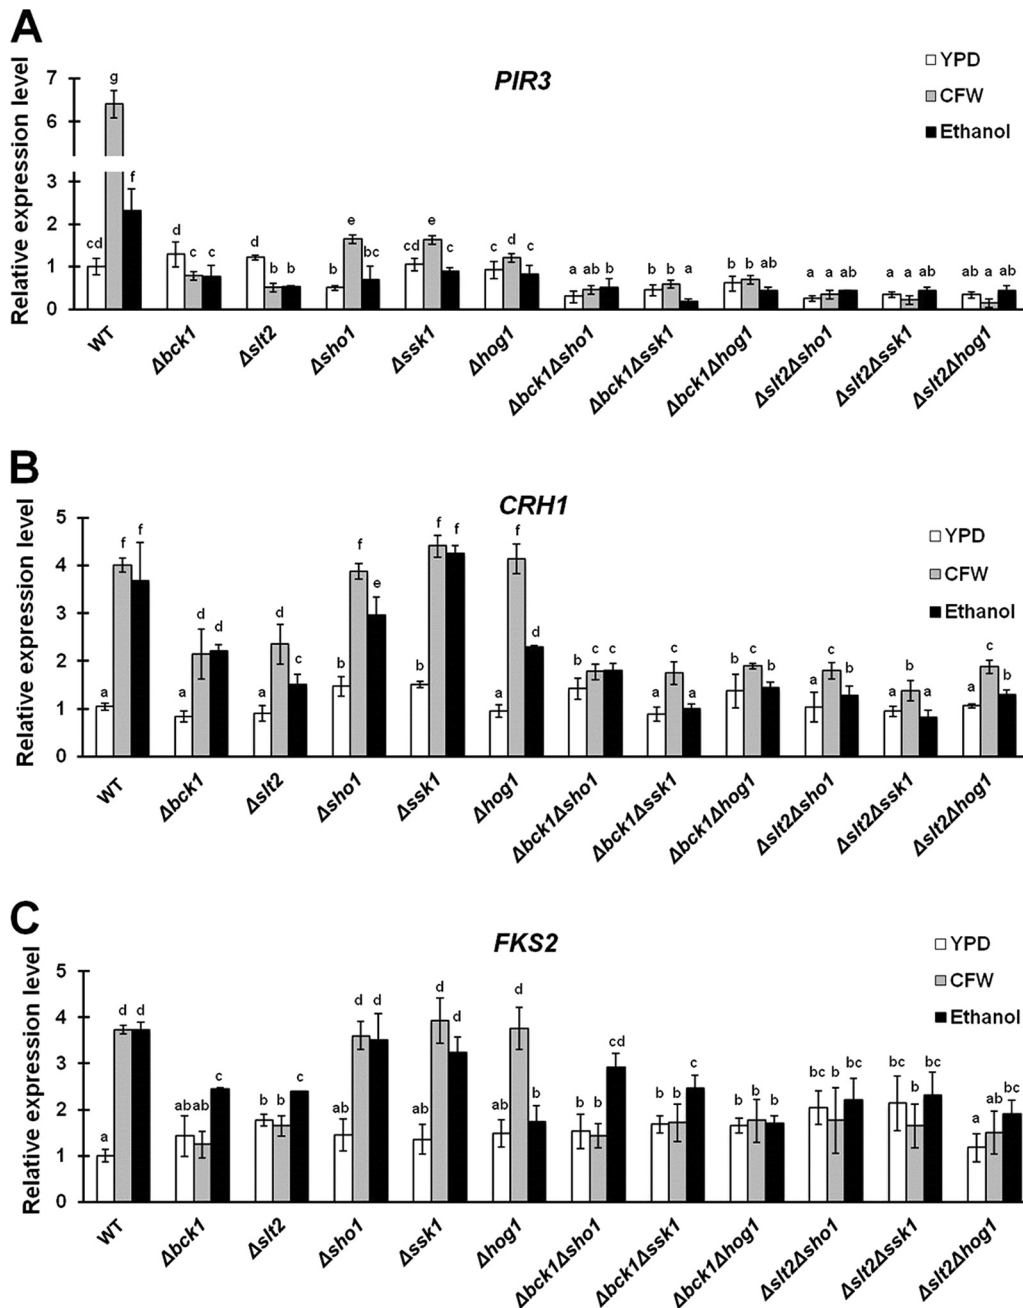 A
PIR3
Relative expression level
7
6
3
2
1
0
YPD
CFW
Ethanol
cd g f
d c c
d b b
b e bc
cd e c
c d c
a ab b
b b a
b b ab
a a ab
a a ab
ab a ab
WT
Δbck1
Δslt2
Δsho1
Δssk1
Δhog1
Δbck1Δsho1
Δbck1Δssk1
Δbck1Δhog1
Δslt2Δsho1
Δslt2Δssk1
Δslt2Δhog1
B
CRH1
Relative expression level
5
4
3
2
1
0
YPD
CFW
Ethanol
a f f
a d d
a d c
b f e
b f f
a f d
b c c
a c a
b c b
a c b
a b a
a c b
WT
Δbck1
Δslt2
Δsho1
Δssk1
Δhog1
Δbck1Δsho1
Δbck1Δssk1
Δbck1Δhog1
Δslt2Δsho1
Δslt2Δssk1
Δslt2Δhog1
C
FKS2
Relative expression level
5
4
3
2
1
0
YPD
CFW
Ethanol
a d d
ab ab c
b b c
ab d d
ab d d
ab d b
b b cd
b b c
b b b
bc b bc
bc b bc
a ab b
WT
Δbck1
Δslt2
Δsho1
Δssk1
Δhog1
Δbck1Δsho1
Δbck1Δssk1
Δbck1Δhog1
Δslt2Δsho1
Δslt2Δssk1
Δslt2Δhog1